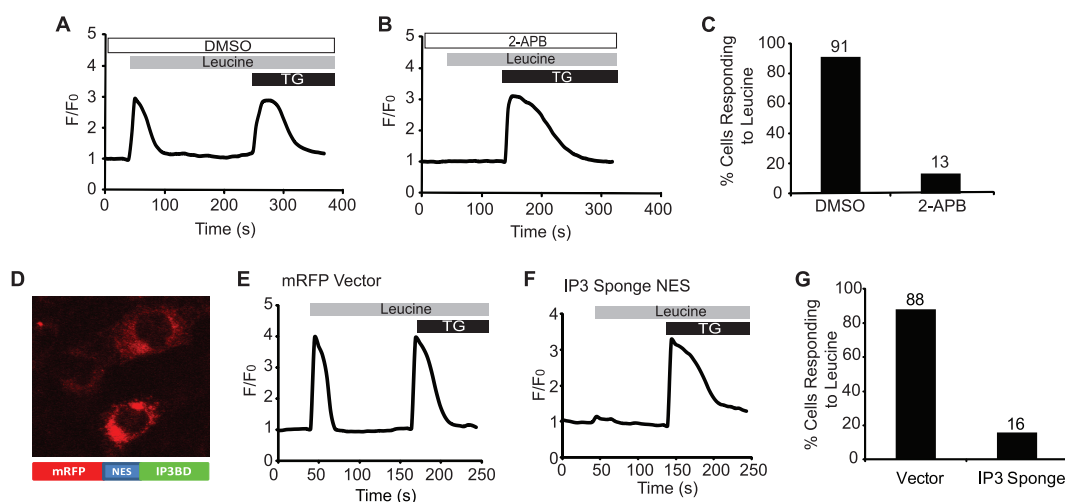 A
5
4
3
2
1
0
F/F0
DMSO
Leucine
TG
0 100 200 300 400
Time (s)
B
5
4
3
2
1
0
F/F0
2-APB
Leucine
TG
0 100 200 300 400
Time (s)
C
% Cells Responding
to Leucine
100
80
60
40
20
0
91
13
DMSO 2-APB
D
mRFP NES IP3BD
E mRFP Vector
5
4
3
2
1
0
F/F0
Leucine
TG
0 50 100 150 200 250
Time (s)
F IP3 Sponge NES
5
4
3
2
1
0
F/F0
Leucine
TG
0 50 100 150 200 250
Time (s)
G
% Cells Responding
to Leucine
100
80
60
40
20
0
88
16
Vector IP3 Sponge